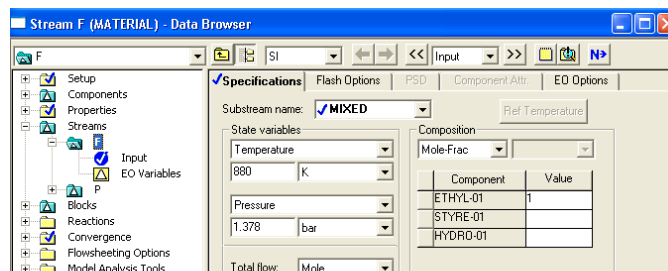 Stream F (MATERIAL) - Data Browser
F SI << Input >> N>
Setup
Components
Properties
Streams
F
Input
EO Variables
P
Blocks
Reactions
Convergence
Flowsheeting Options
Model Analysis Tools
Specifications Flash Options PSD Component Attr. EO Options
Substream name: MIXED Ref Temperature
State variables
Temperature
880 K
Pressure
1.378 bar
Total flow: Mole
Composition
Mole-Frac
Component Value
ETHYL-01 1
STYRE-01
HYDRO-01